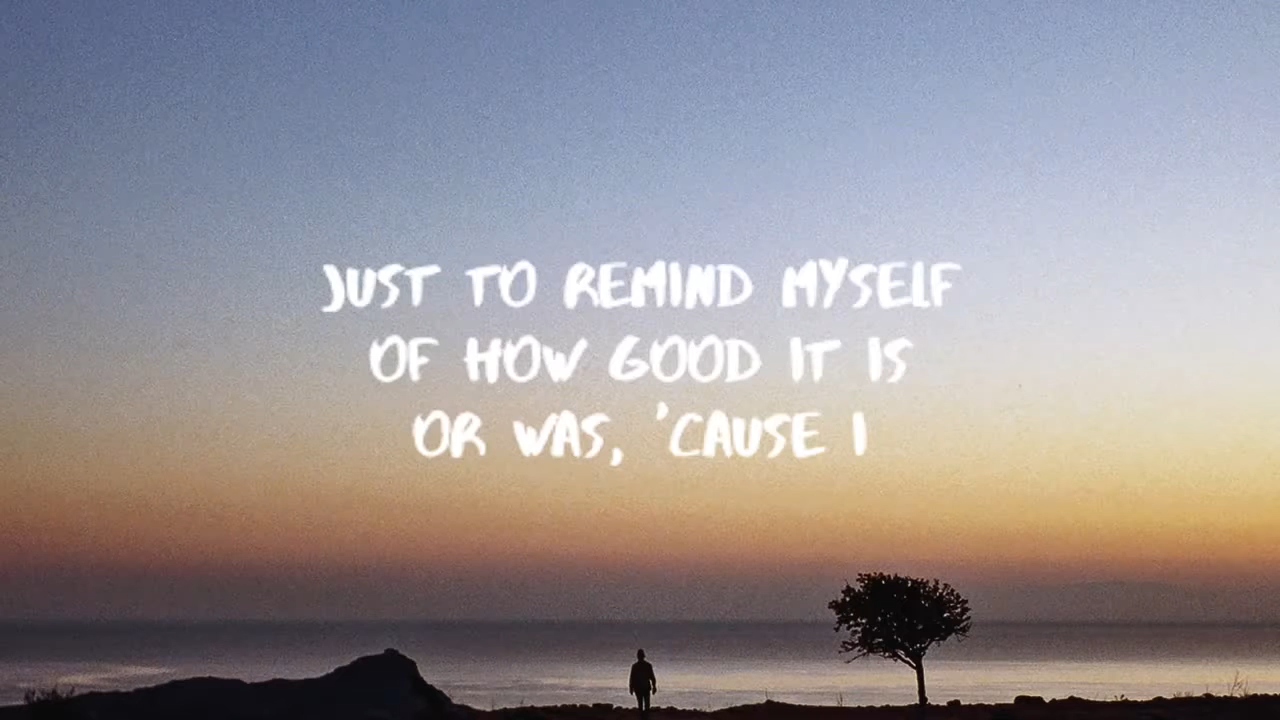 JUST TO REMIND MYSELF
OF HOW GOOD IT IS
OR WAS, 'CAUSE I